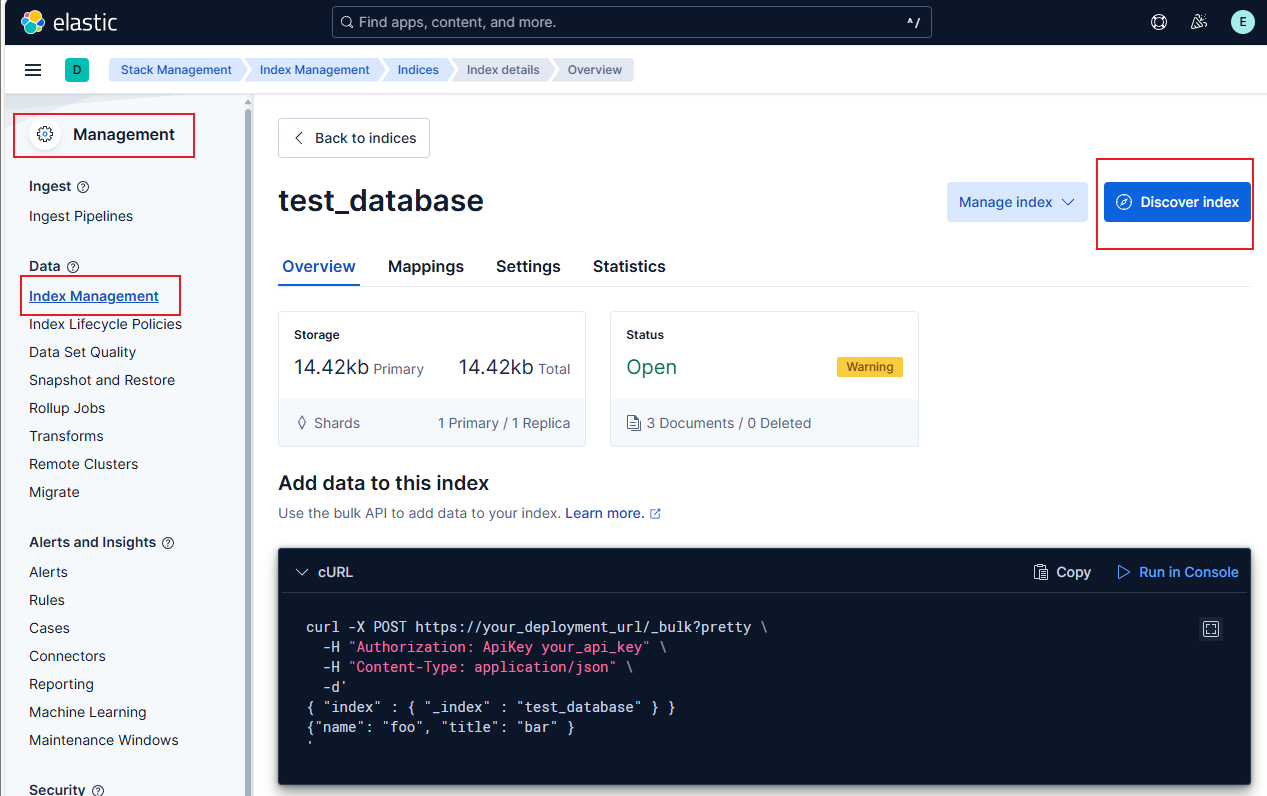 elastic
Find apps, content, and more.
^/
E
D
Stack Management
Index Management
Indices
Index details
Overview
Management
Ingest
Ingest Pipelines
Data
Index Management
Index Lifecycle Policies
Data Set Quality
Snapshot and Restore
Rollup Jobs
Transforms
Remote Clusters
Migrate
Alerts and Insights
Alerts
Rules
Cases
Connectors
Reporting
Machine Learning
Maintenance Windows
Security
Back to indices
test_database
Manage index
Discover index
Overview Mappings Settings Statistics
Storage
14.42kb Primary 14.42kb Total
Shards 1 Primary / 1 Replica
Status
Open Warning
3 Documents / 0 Deleted
Add data to this index
Use the bulk API to add data to your index. Learn more.
cURL Copy Run in Console
curl -X POST https://your_deployment_url/_bulk?pretty \
-H "Authorization: ApiKey your_api_key" \
-H "Content-Type: application/json" \
-d'
{ "index" : { "_index" : "test_database" } }
{"name": "foo", "title": "bar" }
'